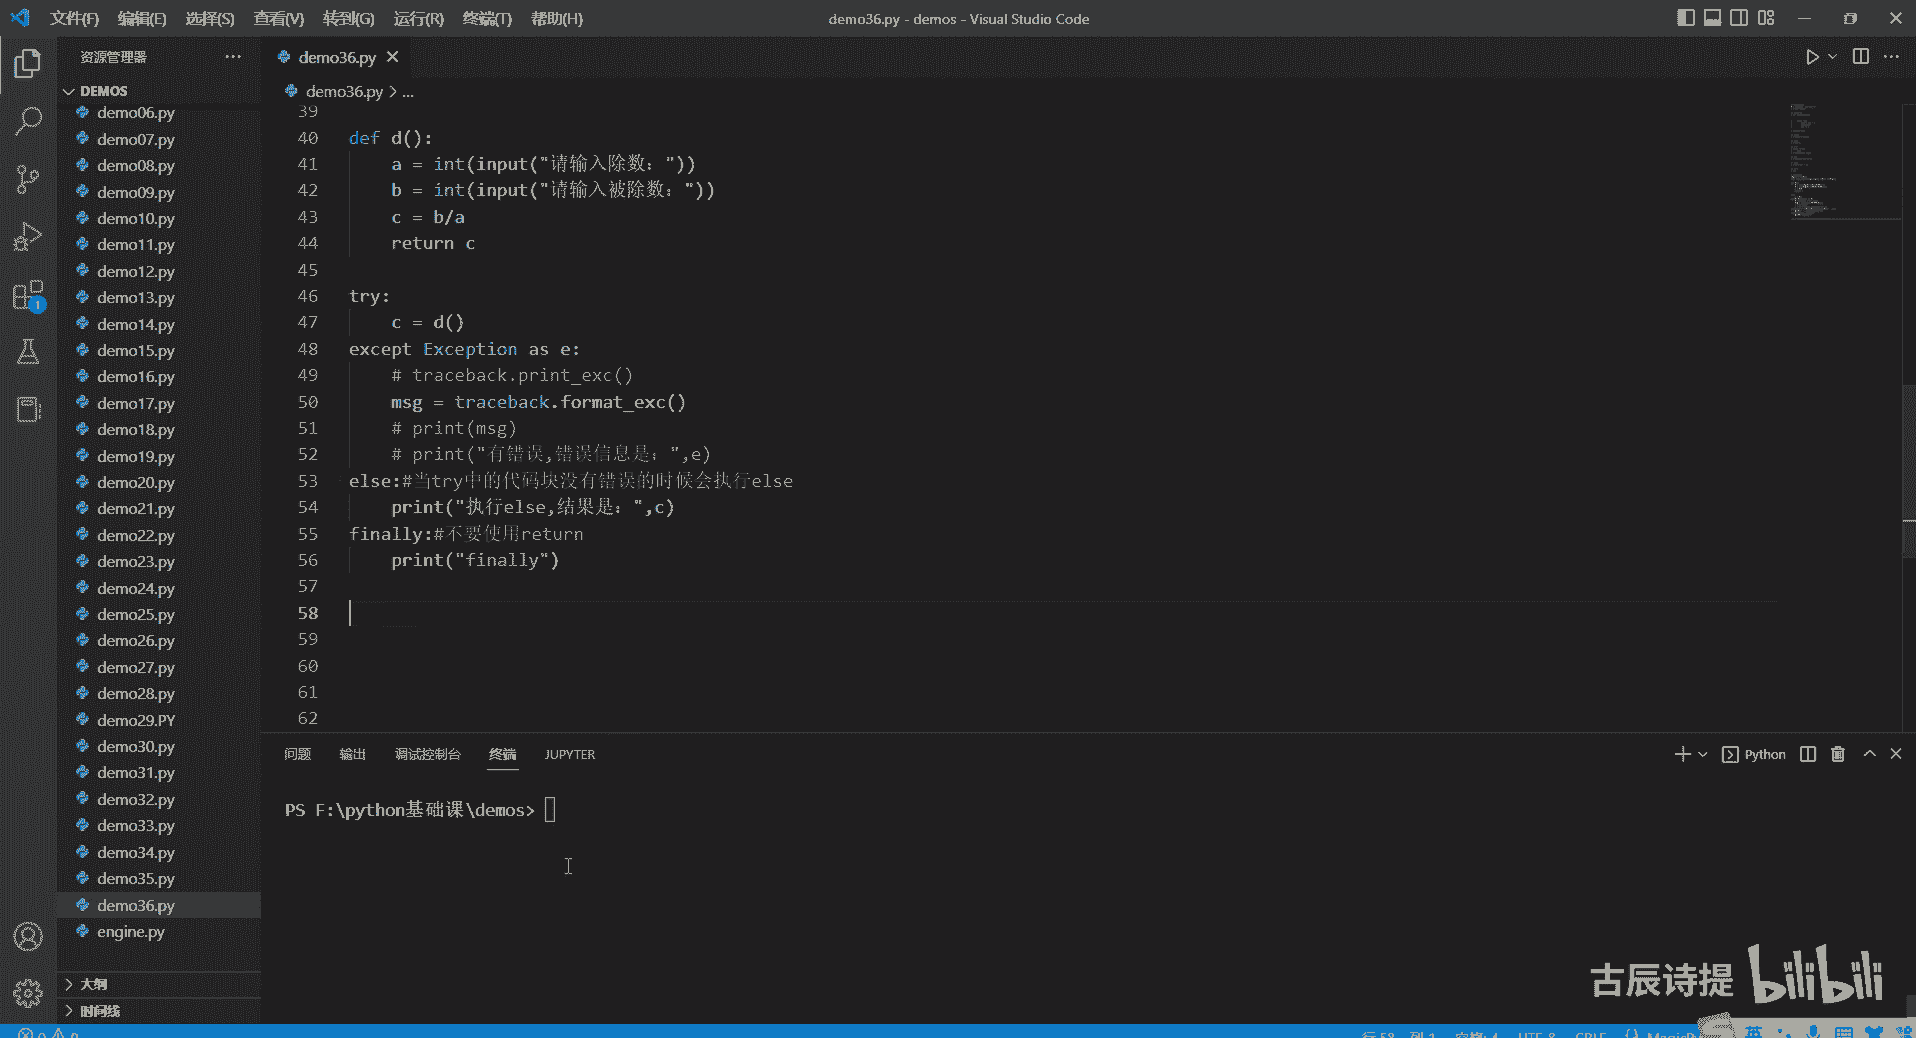 文件(F) 编辑(E) 选择(S) 查看(V) 转到(G) 运行(R) 终端(T) 帮助(H)
demo36.py - demos - Visual Studio Code
资源管理器
DEMOS
demo06.py
demo07.py
demo08.py
demo09.py
demo10.py
demo11.py
demo12.py
demo13.py
demo14.py
demo15.py
demo16.py
demo17.py
demo18.py
demo19.py
demo20.py
demo21.py
demo22.py
demo23.py
demo24.py
demo25.py
demo26.py
demo27.py
demo28.py
demo29.PY
demo30.py
demo31.py
demo32.py
demo33.py
demo34.py
demo35.py
demo36.py
engine.py
大纲
时间线
1
demo36.py
demo36.py > ...
39
40 def d():
41 a = int(input("请输入除数："))
42 b = int(input("请输入被除数："))
43 c = b/a
44 return c
45
46 try:
47 c = d()
48 except Exception as e:
49 # traceback.print_exc()
50 msg = traceback.format_exc()
51 # print(msg)
52 # print("有错误,错误信息是：",e)
53 else:#当try中的代码块没有错误的时候会执行else
54 print("执行else,结果是：",c)
55 finally:#不要使用return
56 print("finally")
57
58
59
60
61
62
问题 输出 调试控制台 终端 JUPYTER
Python
PS F:\python基础课\demos>
古辰诗提 bilibili